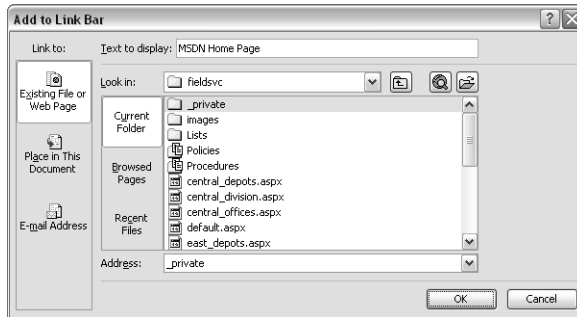 Add to Link Bar
Link to:
Text to display: MSDN Home Page
Existing File or
Web Page
Place in This
Document
E-mail Address
Look in: fieldsvc
Current
Folder
Browsed
Pages
Recent
Files
_private
images
Lists
Policies
Procedures
central_depots.aspx
central_division.aspx
central_offices.aspx
default.aspx
east_depots.aspx
Address: _private
OK Cancel